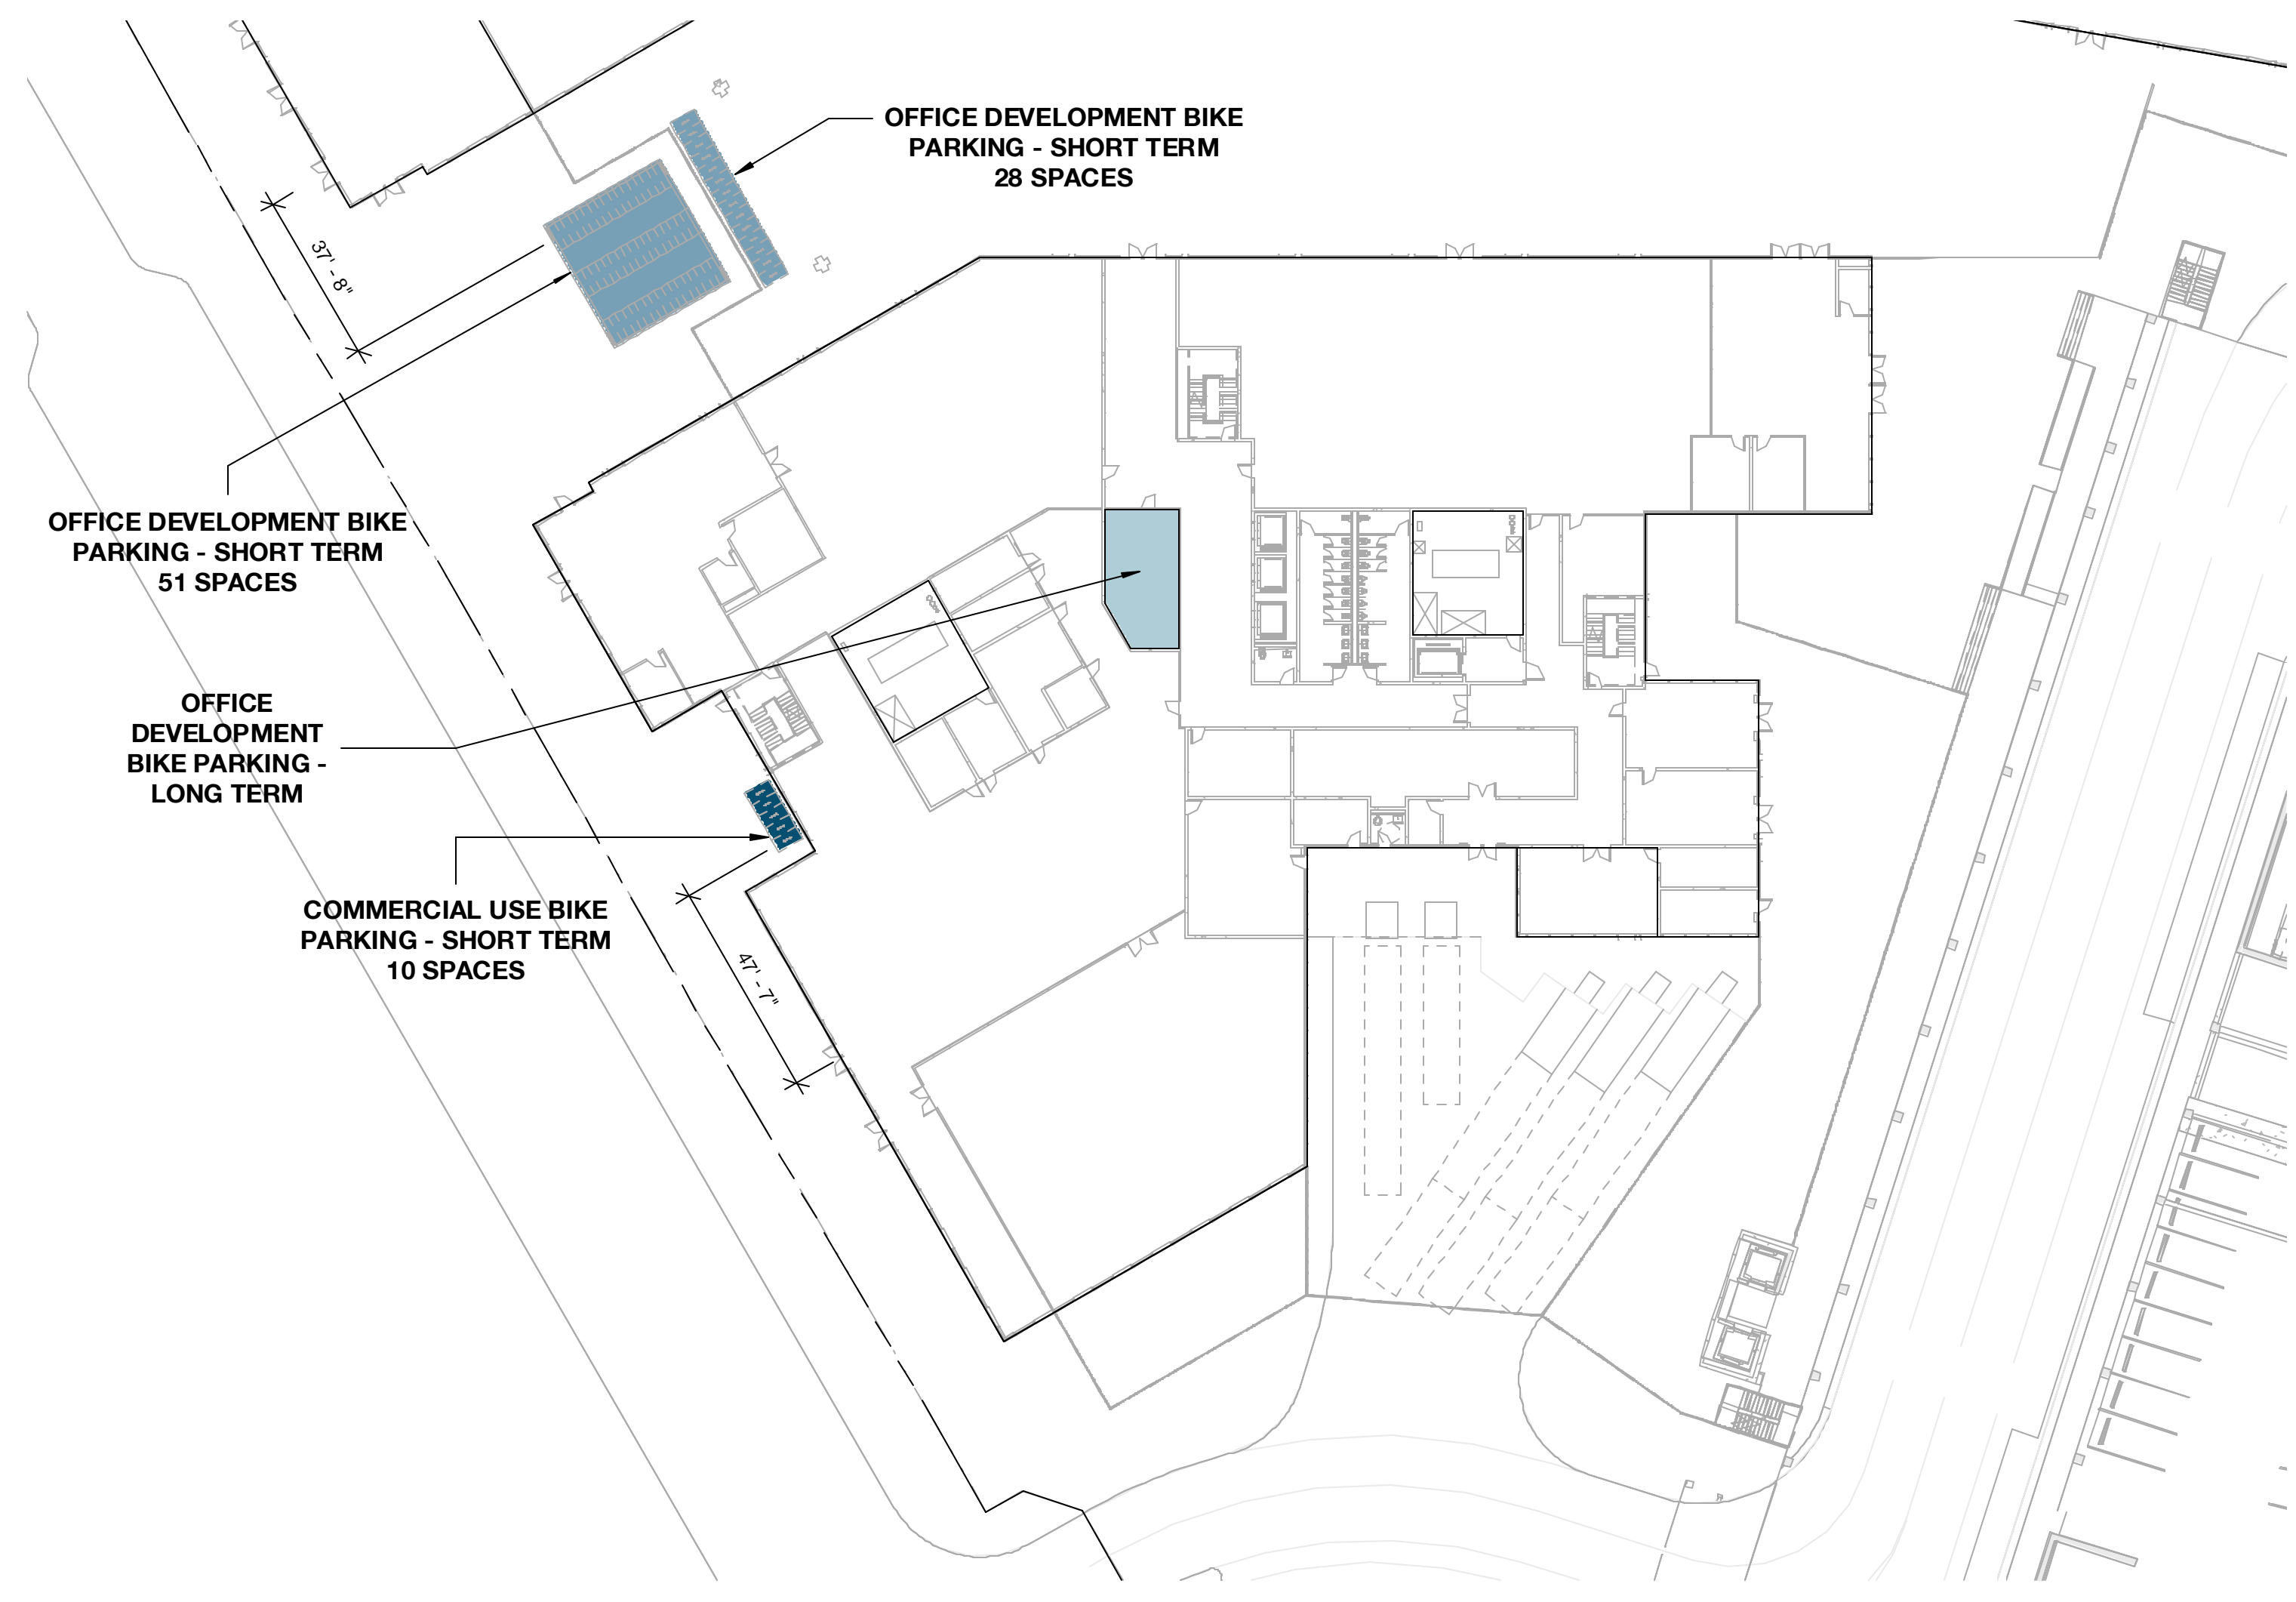 OFFICE DEVELOPMENT BIKE
PARKING - SHORT TERM
28 SPACES
37' - 8"
OFFICE DEVELOPMENT BIKE
PARKING - SHORT TERM
51 SPACES
OFFICE
DEVELOPMENT
BIKE PARKING -
LONG TERM
COMMERCIAL USE BIKE
PARKING - SHORT TERM
10 SPACES
47' - 7"